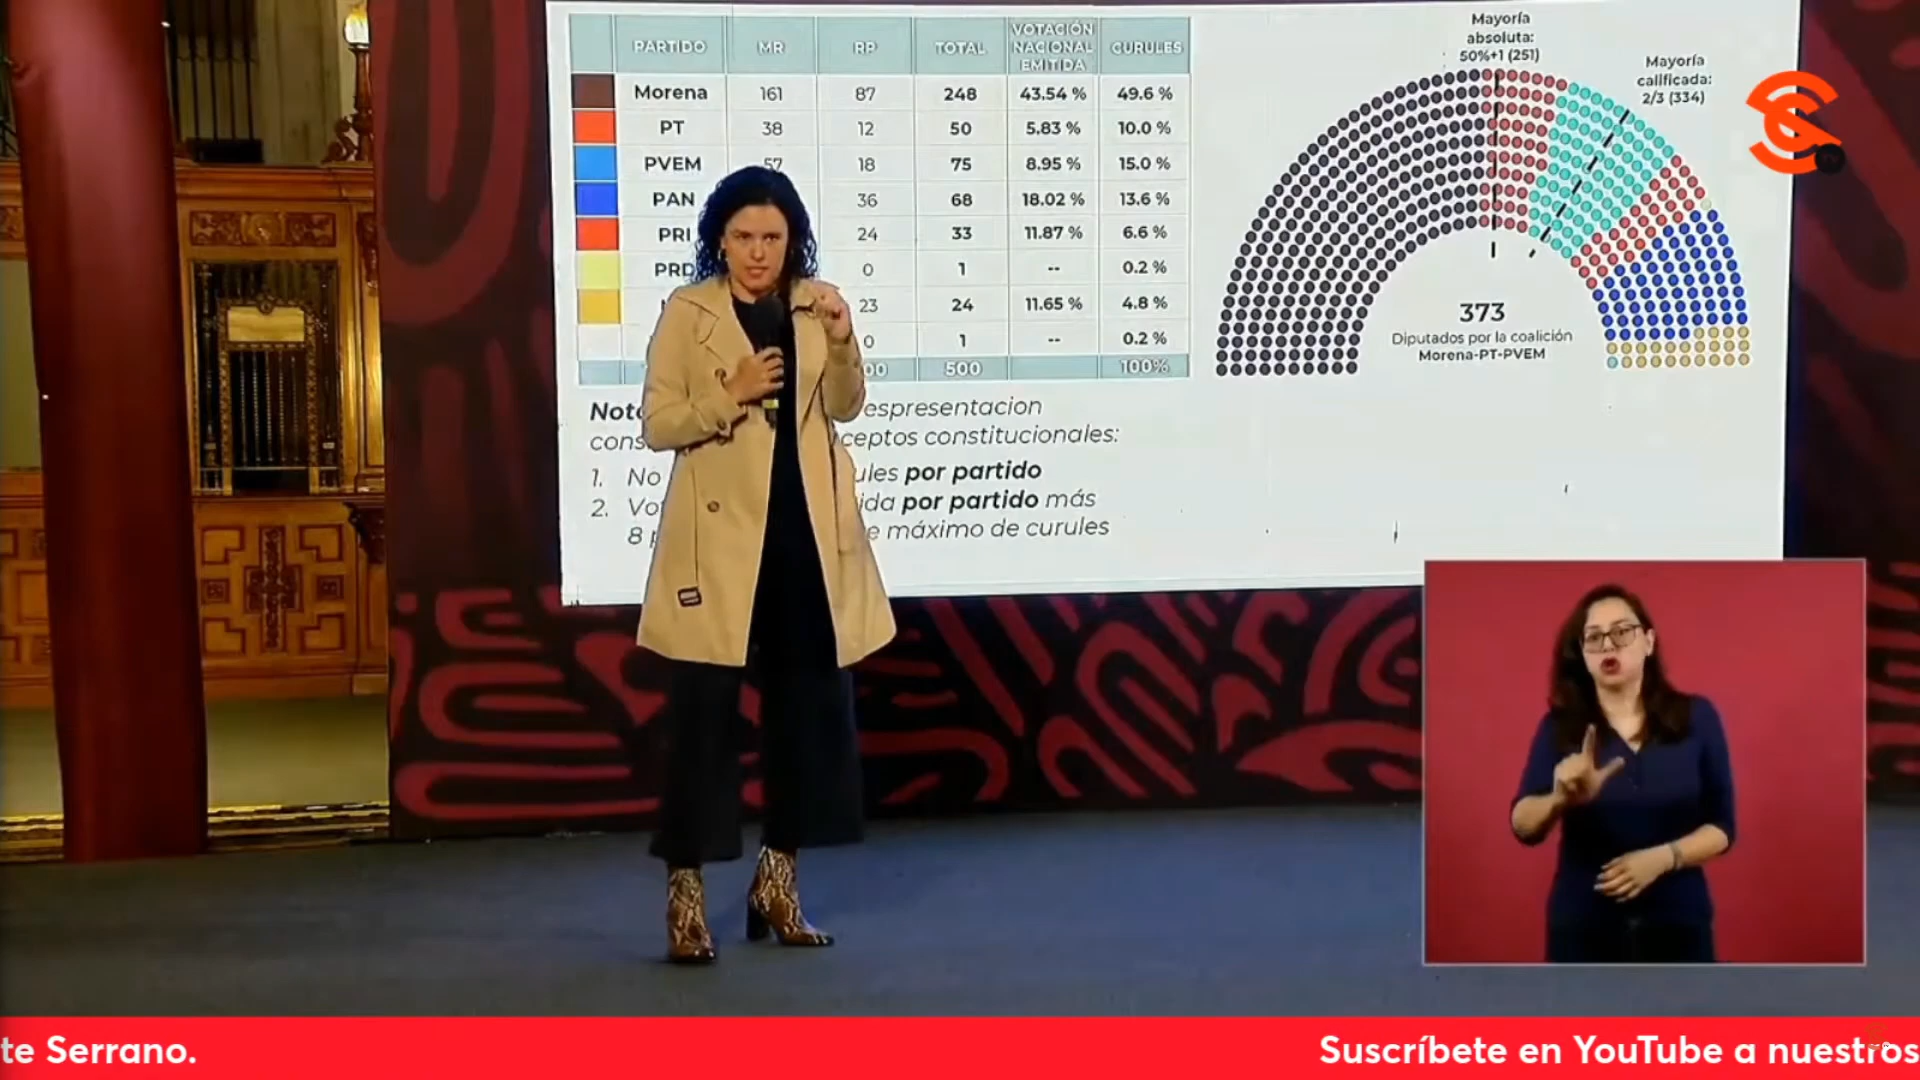 PARTIDO MR RP TOTAL VOTACIÓN NACIONAL EMITIDA CURULES
Morena 161 87 248 43.54 % 49.6 %
PT 38 12 50 5.83 % 10.0 %
PVEM 57 18 75 8.95 % 15.0 %
PAN 36 68 18.02 % 13.6 %
PRI 24 33 11.87 % 6.6 %
PRD 0 1 -- 0.2 %
23 24 11.65 % 4.8 %
0 1 -- 0.2 %
500 100%
espresentacion
cons ceptos constitucionales:
1. No ules por partido
2. Vo ida por partido más
8 e máximo de curules
Mayoría
absoluta:
50%+1 (251)
Mayoría
calificada:
2/3 (334)
373
Diputados por la coalición
Morena-PT-PVEM
te Serrano.
Suscríbete en YouTube a nuestros